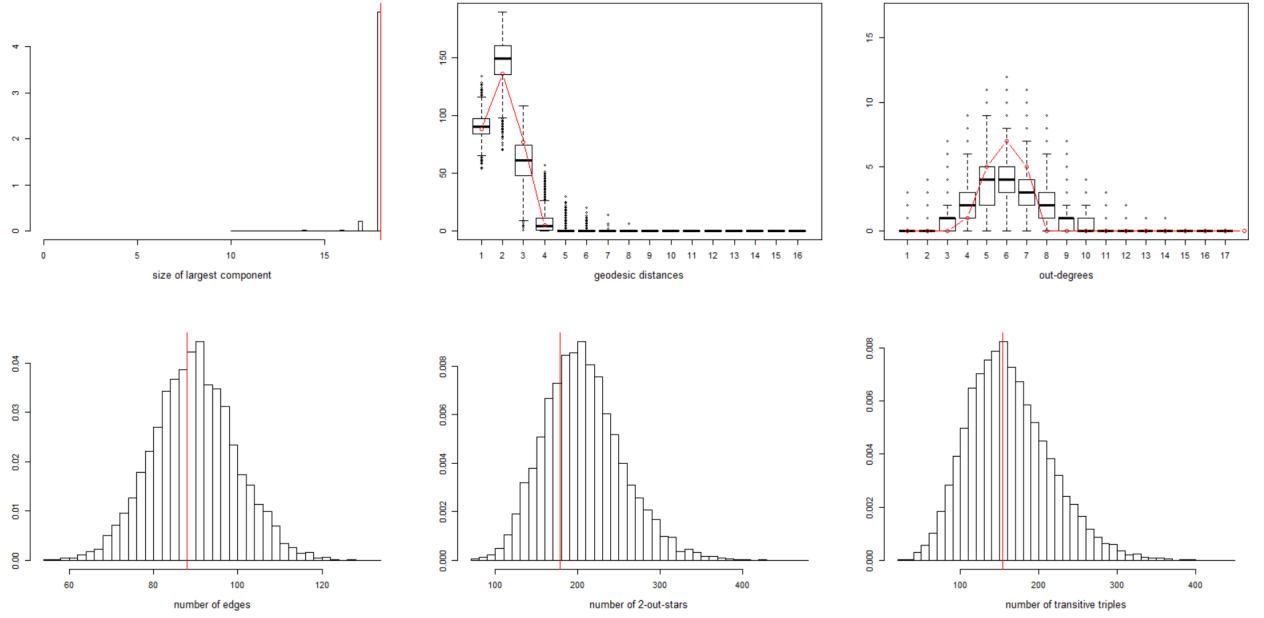 4
3
2
1
0
0 5 10 15
size of largest component
150
100
50
0
1 2 3 4 5 6 7 8 9 10 11 12 13 14 15 16
geodesic distances
15
10
5
0
1 2 3 4 5 6 7 8 9 10 11 12 13 14 15 16 17
out-degrees
0.04
0.03
0.02
0.01
0.00
60 80 100 120
number of edges
0.008
0.006
0.004
0.002
0.000
100 200 300 400
number of 2-out-stars
0.008
0.006
0.004
0.002
0.000
100 200 300 400
number of transitive triples